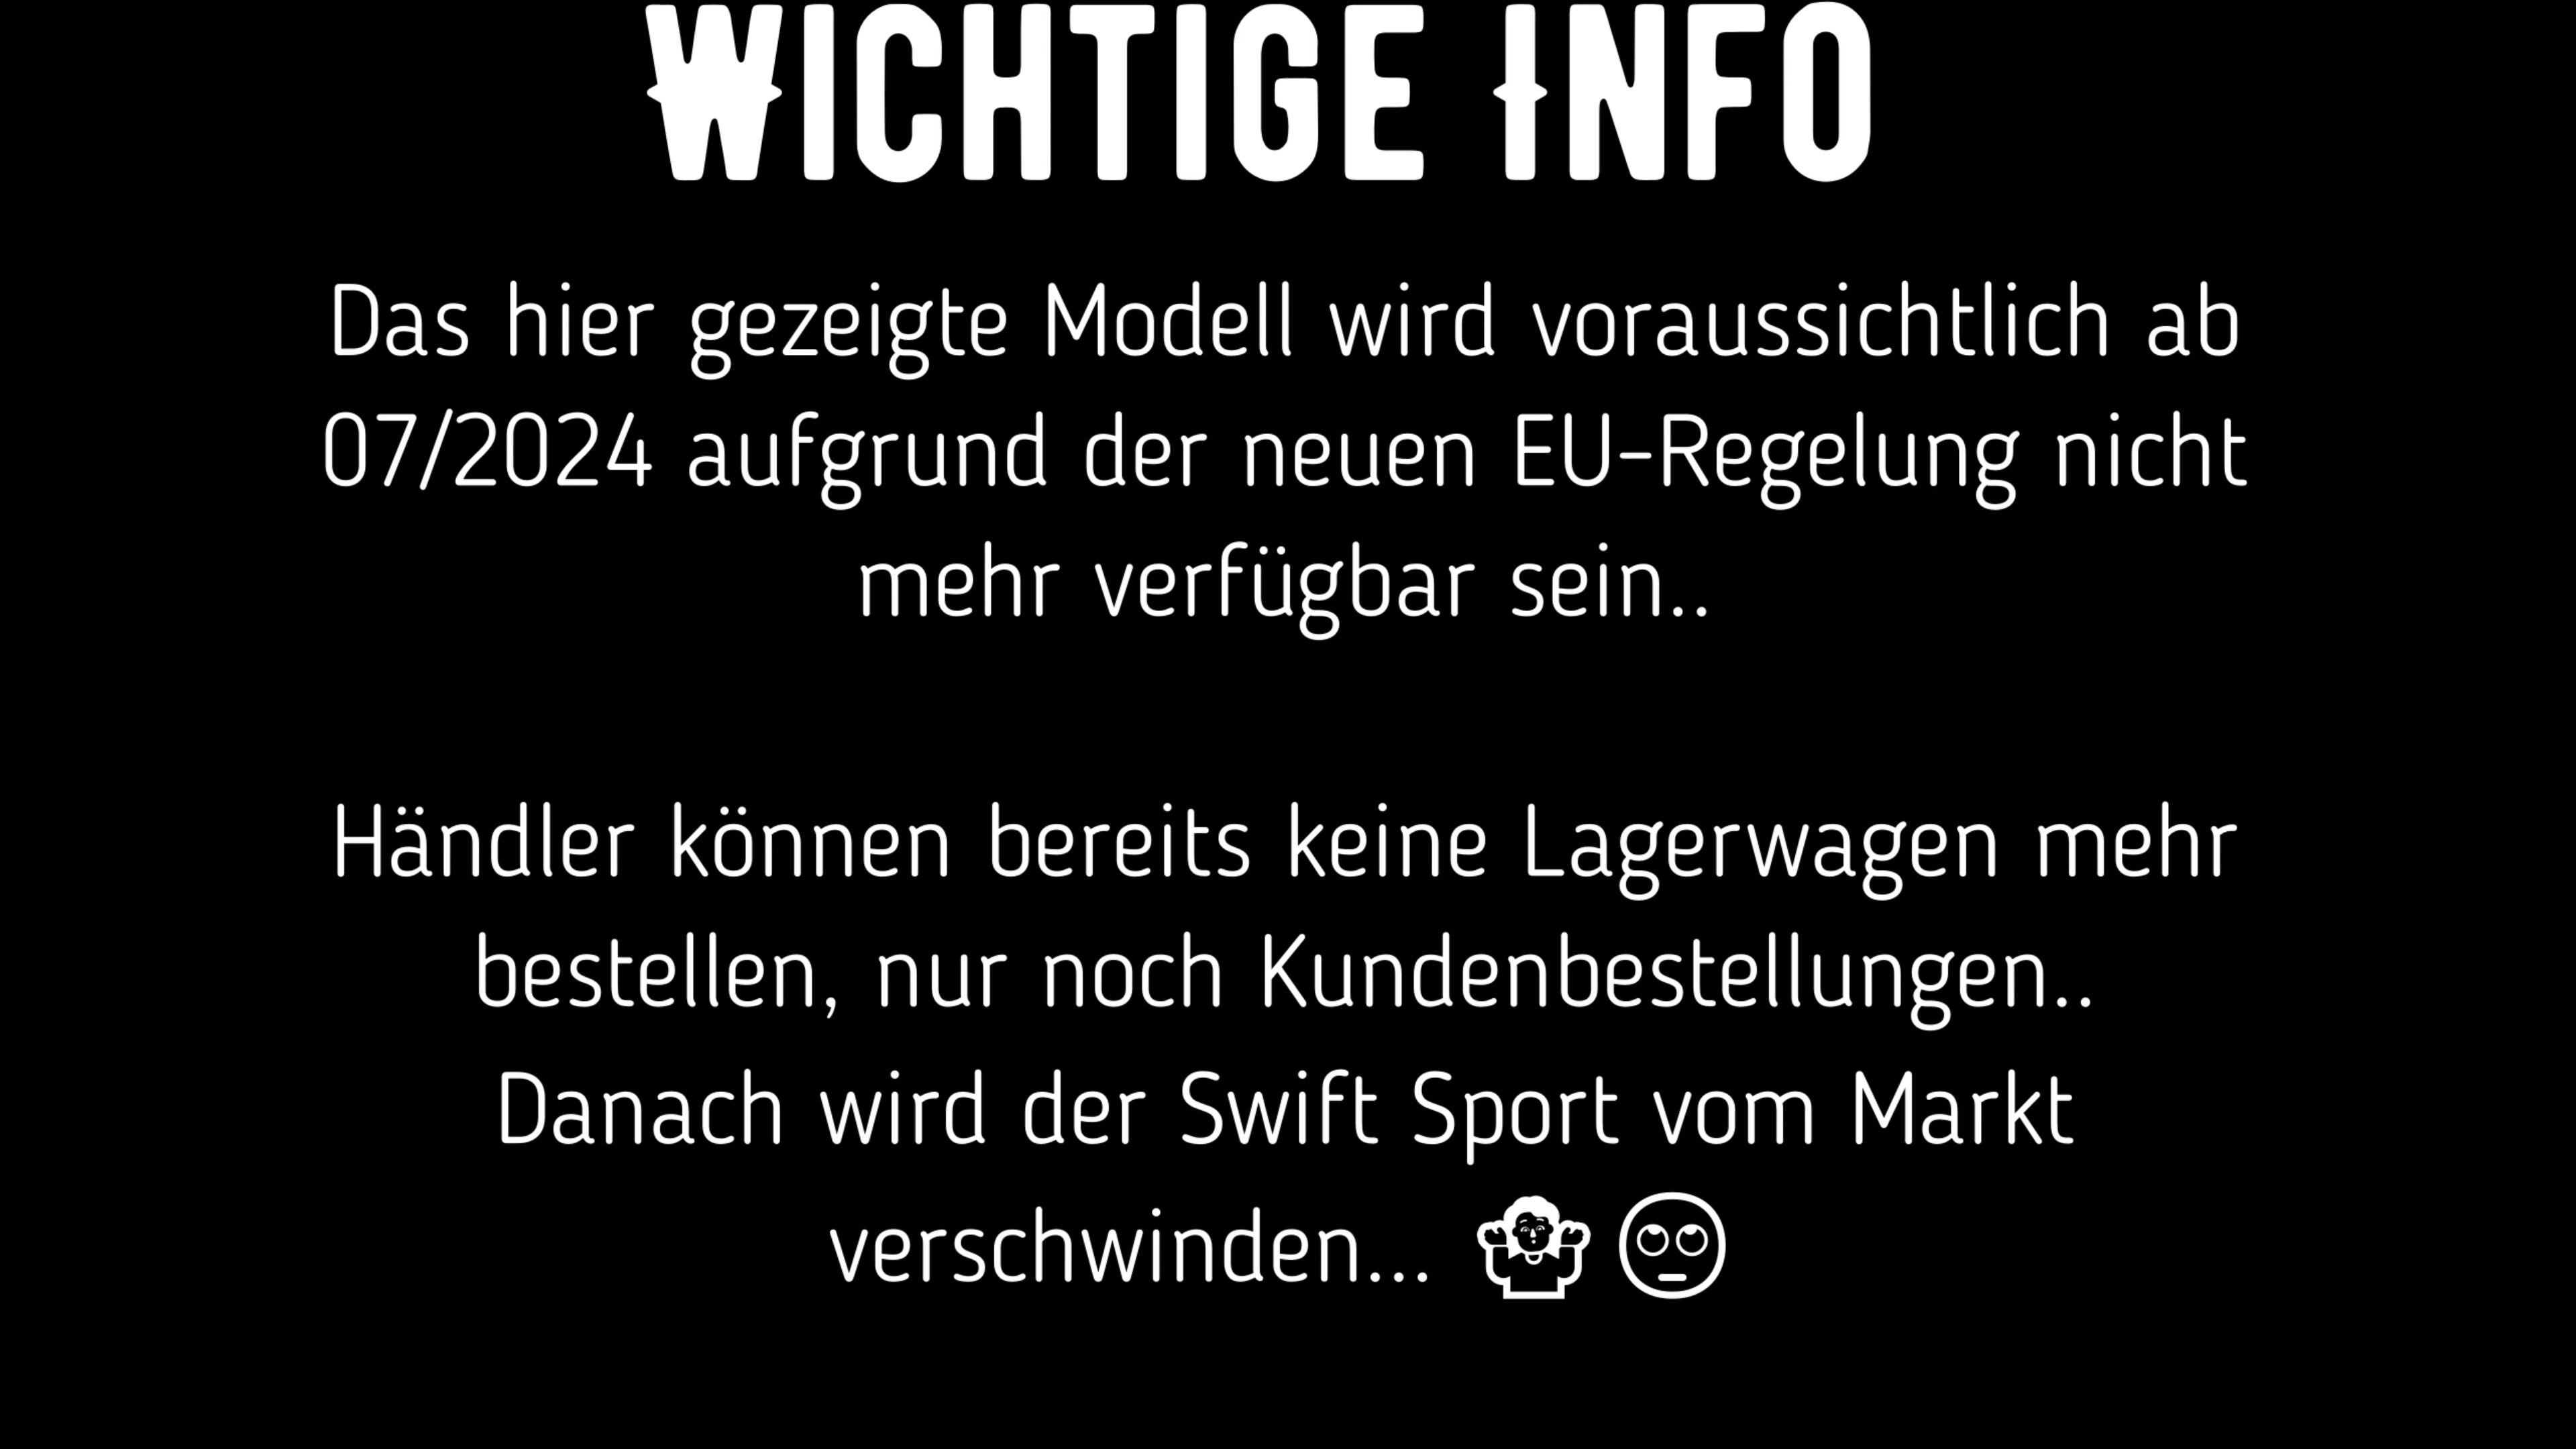 WICHTIGE INFO
Das hier gezeigte Modell wird voraussichtlich ab
07/2024 aufgrund der neuen EU-Regelung nicht
mehr verfügbar sein..
Händler können bereits keine Lagerwagen mehr
bestellen, nur noch Kundenbestellungen..
Danach wird der Swift Sport vom Markt
verschwinden... 🤷🙄